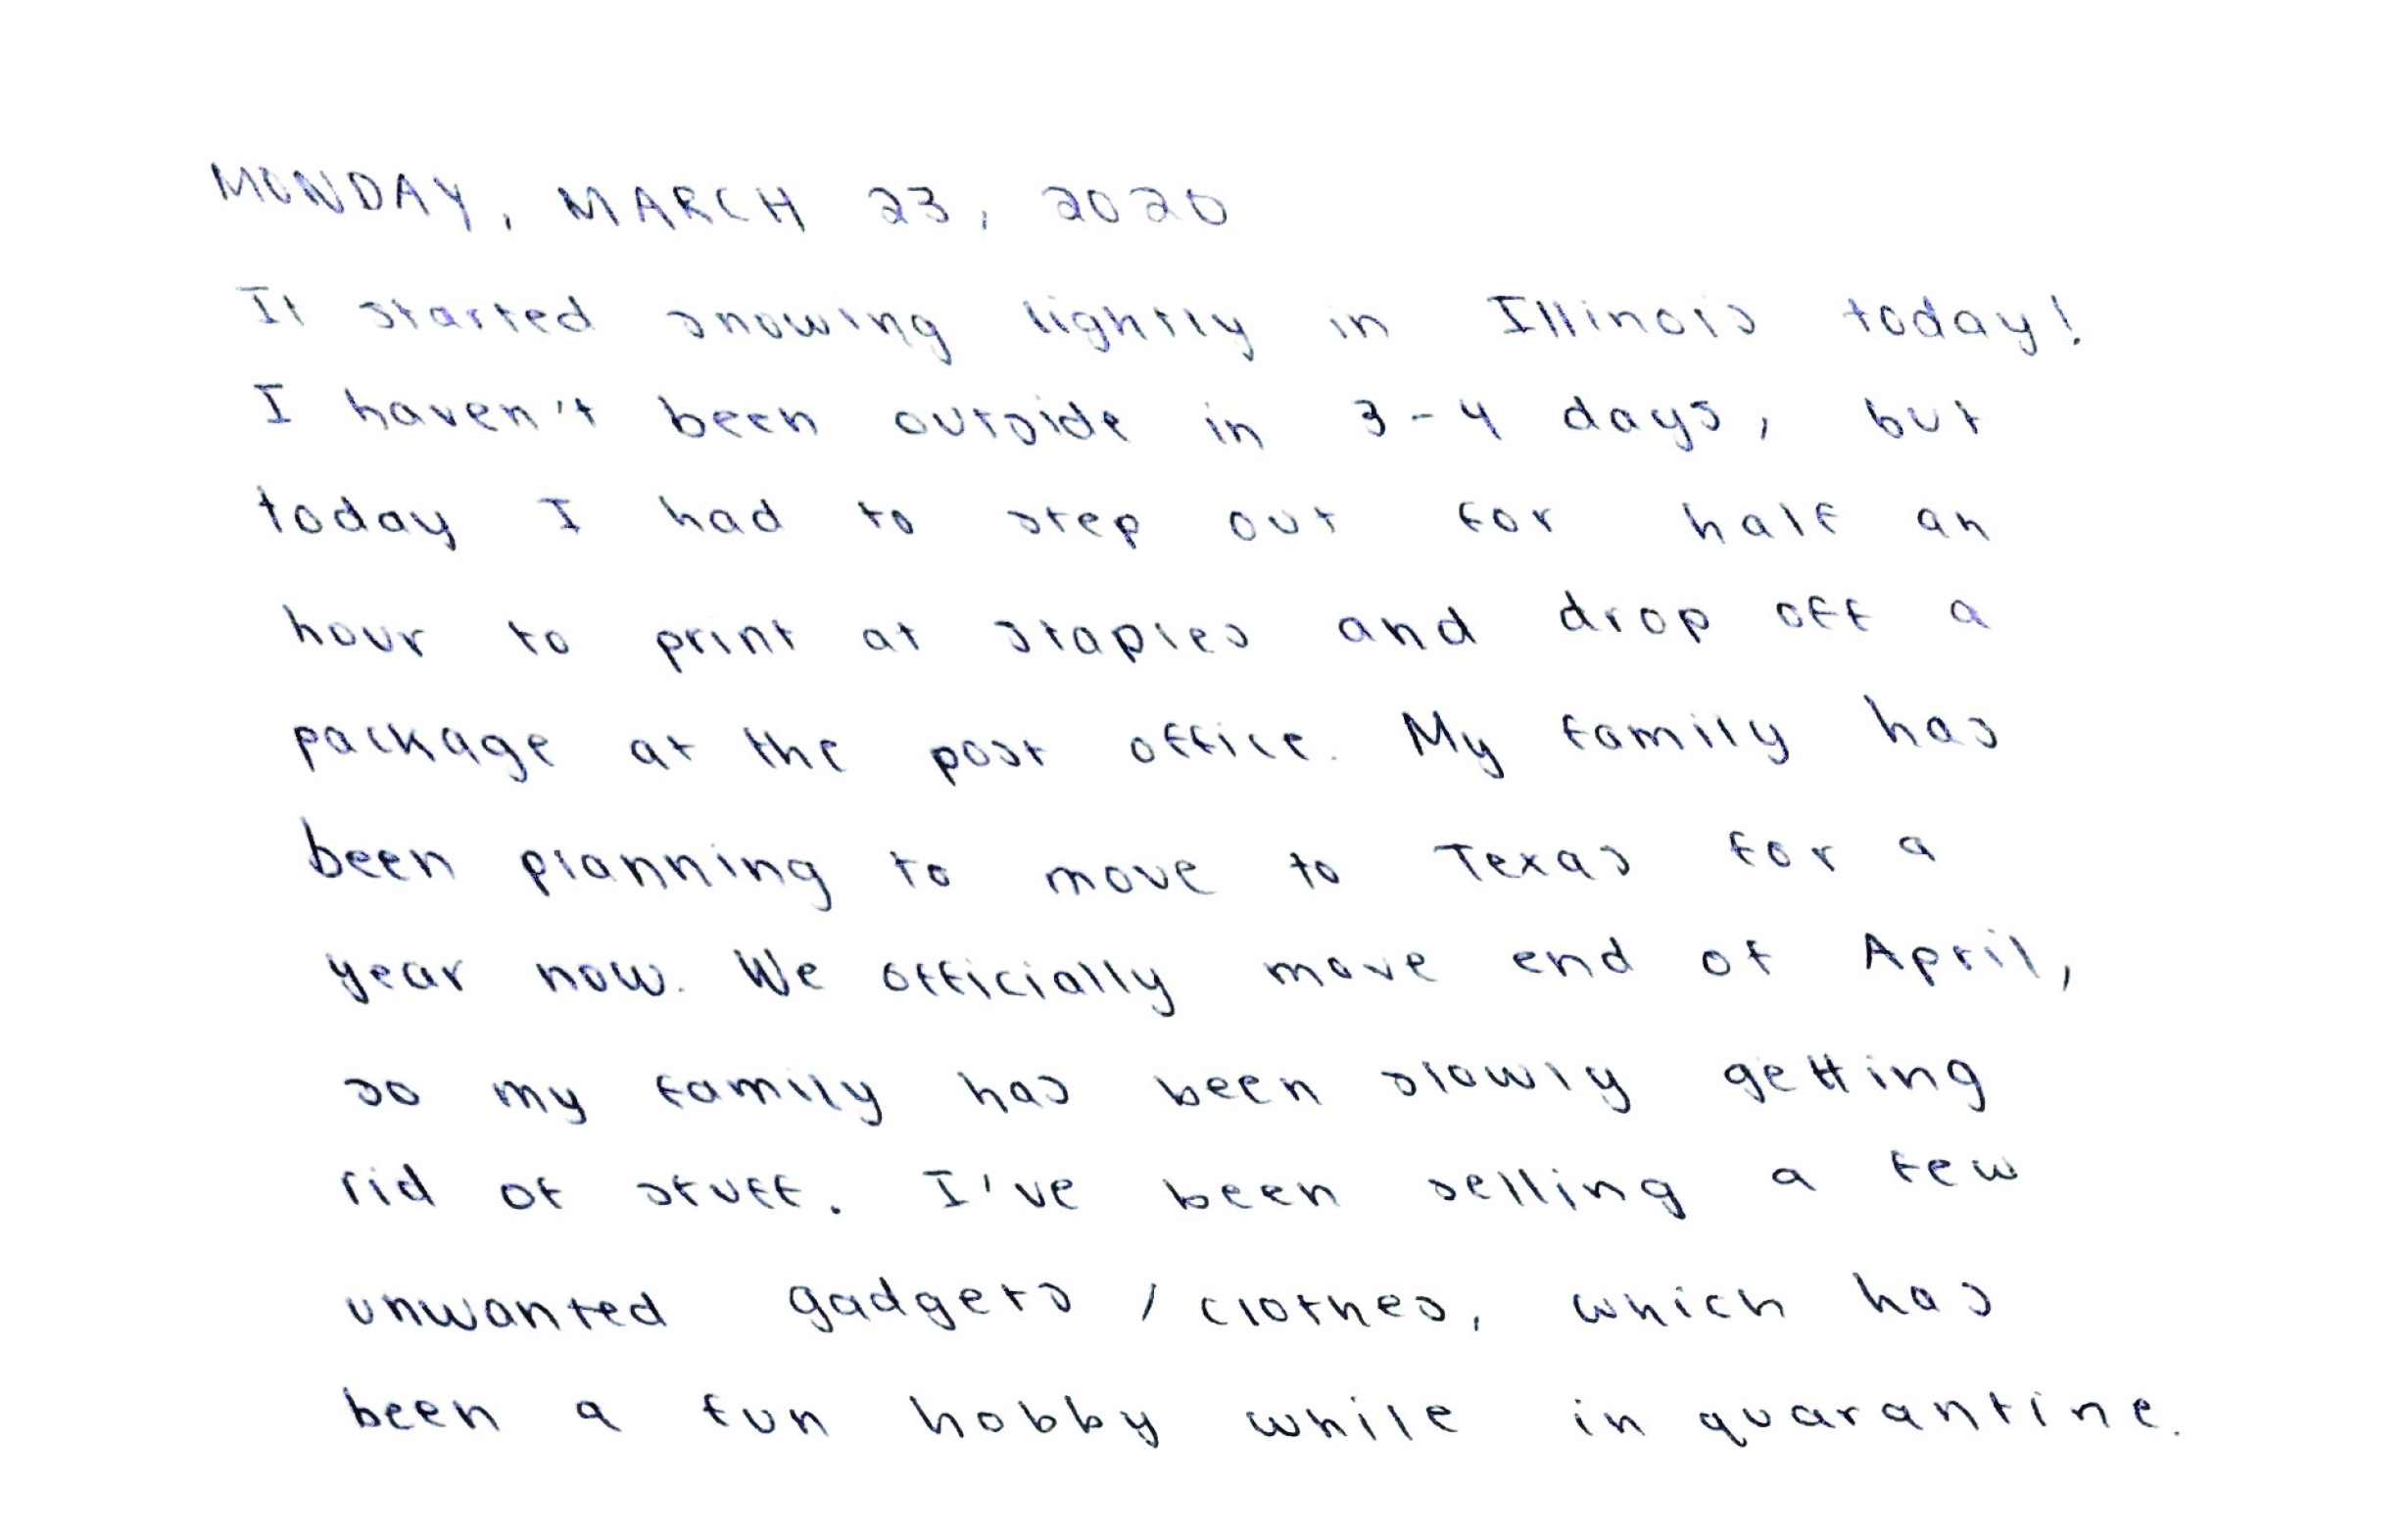 MONDAY, MARCH 23, 2020
It started snowing lightly in Illinois today!
I haven't been outside in 3-4 days, but
today I had to step out for half an
hour to print at staples and drop off a
package at the post office. My family has
been planning to move to Texas for a
year now. We officially move end of April,
so my family has been slowly getting
rid of stuff. I've been selling a few
unwanted gadgets / clothes, which has
been a fun hobby while in quarantine.